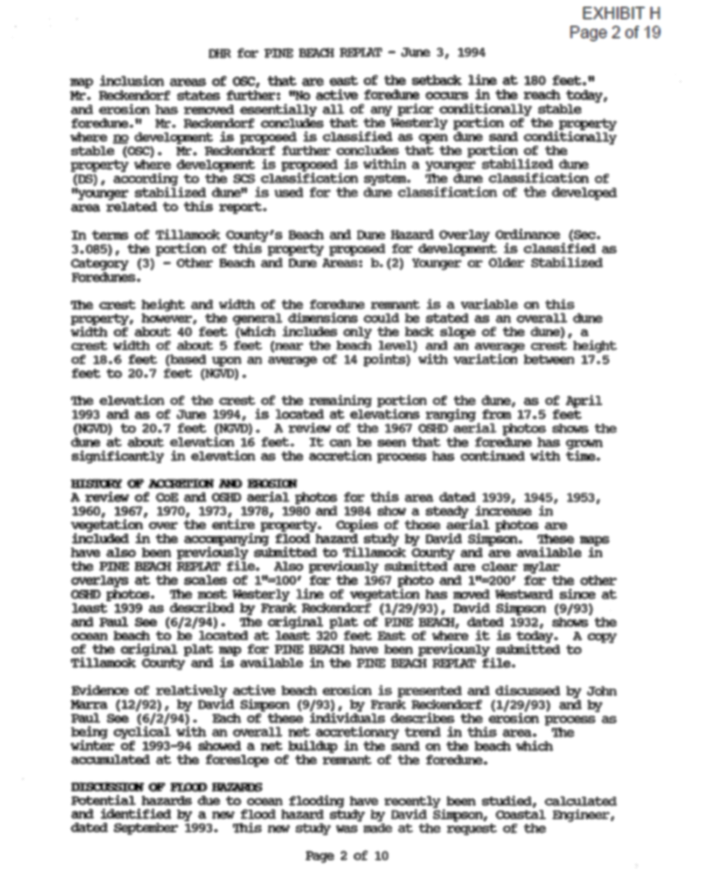 EXHIBIT H
Page 2 of 19
DHR for PINE BEACH REPLAT - June 3, 1994
map inclusion areas of OSC, that are east of the setback line at 180 feet."
Mr. Reckendorf states further: "No active foredune occurs in the reach today,
and erosion has removed essentially all of any prior conditionally stable
foredune." Mr. Reckendorf concludes that the Westerly portion of the property
where no development is proposed is classified as open dune sand conditionally
stable (OSC). Mr. Reckendorf further concludes that the portion of the
property where development is proposed is within a younger stabilized dune
(DS), according to the SCS classification system. The dune classification of
"younger stabilized dune" is used for the dune classification of the developed
area related to this report.
In terms of Tillamook County's Beach and Dune Hazard Overlay Ordinance (Sec.
3.085), the portion of this property proposed for development is classified as
Category (3) - Other Beach and Dune Areas: b.(2) Younger or Older Stabilized
Foredunes.
The crest height and width of the foredune remnant is a variable on this
property, however, the general dimensions could be stated as an overall dune
width of about 40 feet (which includes only the back slope of the dune), a
crest width of about 5 feet (near the beach level) and an average crest height
of 18.6 feet (based upon an average of 14 points) with variation between 17.5
feet to 20.7 feet (NGVD).
The elevation of the crest of the remaining portion of the dune, as of April
1993 and as of June 1994, is located at elevations ranging from 17.5 feet
(NGVD) to 20.7 feet (NGVD). A review of the 1967 OSHD aerial photos shows the
dune at about elevation 16 feet. It can be seen that the foredune has grown
significantly in elevation as the accretion process has continued with time.
HISTORY OF ACCRETION AND EROSION
A review of CoE and OSHD aerial photos for this area dated 1939, 1945, 1953,
1960, 1967, 1970, 1973, 1978, 1980 and 1984 show a steady increase in
vegetation over the entire property. Copies of those aerial photos are
included in the accompanying flood hazard study by David Simpson. These maps
have also been previously submitted to Tillamook County and are available in
the PINE BEACH REPLAT file. Also previously submitted are clear mylar
overlays at the scales of 1"=100' for the 1967 photo and 1"=200' for the other
OSHD photos. The most Westerly line of vegetation has moved Westward since at
least 1939 as described by Frank Reckendorf (1/29/93), David Simpson (9/93)
and Paul See (6/2/94). The original plat of PINE BEACH, dated 1932, shows the
ocean beach to be located at least 320 feet East of where it is today. A copy
of the original plat map for PINE BEACH have been previously submitted to
Tillamook County and is available in the PINE BEACH REPLAT file.
Evidence of relatively active beach erosion is presented and discussed by John
Marra (12/92), by David Simpson (9/93), by Frank Reckendorf (1/29/93) and by
Paul See (6/2/94). Each of these individuals describes the erosion process as
being cyclical with an overall net accretionary trend in this area. The
winter of 1993-94 showed a net buildup in the sand on the beach which
accumulated at the foreslope of the remnant of the foredune.
DISCUSSION OF FLOOD HAZARDS
Potential hazards due to ocean flooding have recently been studied, calculated
and identified by a new flood hazard study by David Simpson, Coastal Engineer,
dated September 1993. This new study was made at the request of the
Page 2 of 10